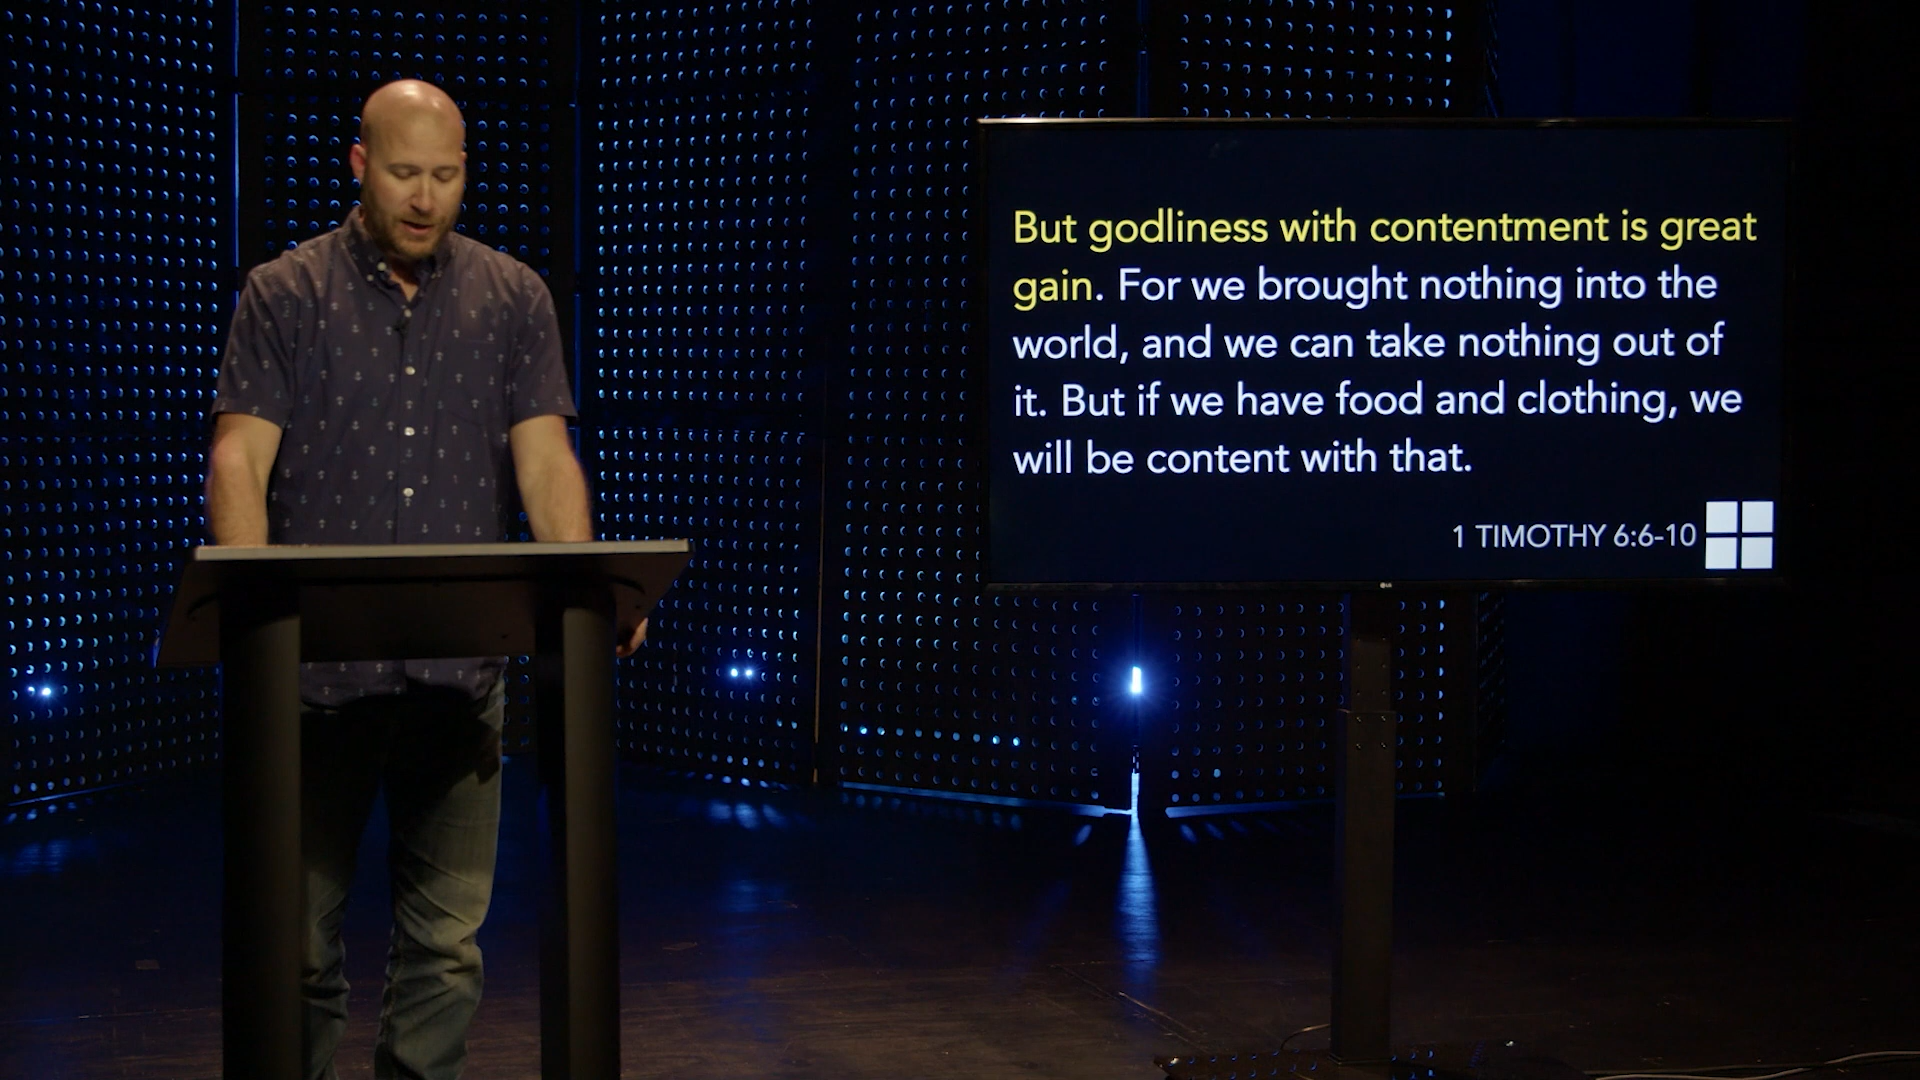 But godliness with contentment is great
gain. For we brought nothing into the
world, and we can take nothing out of
it. But if we have food and clothing, we
will be content with that.
1 TIMOTHY 6:6-10
LG